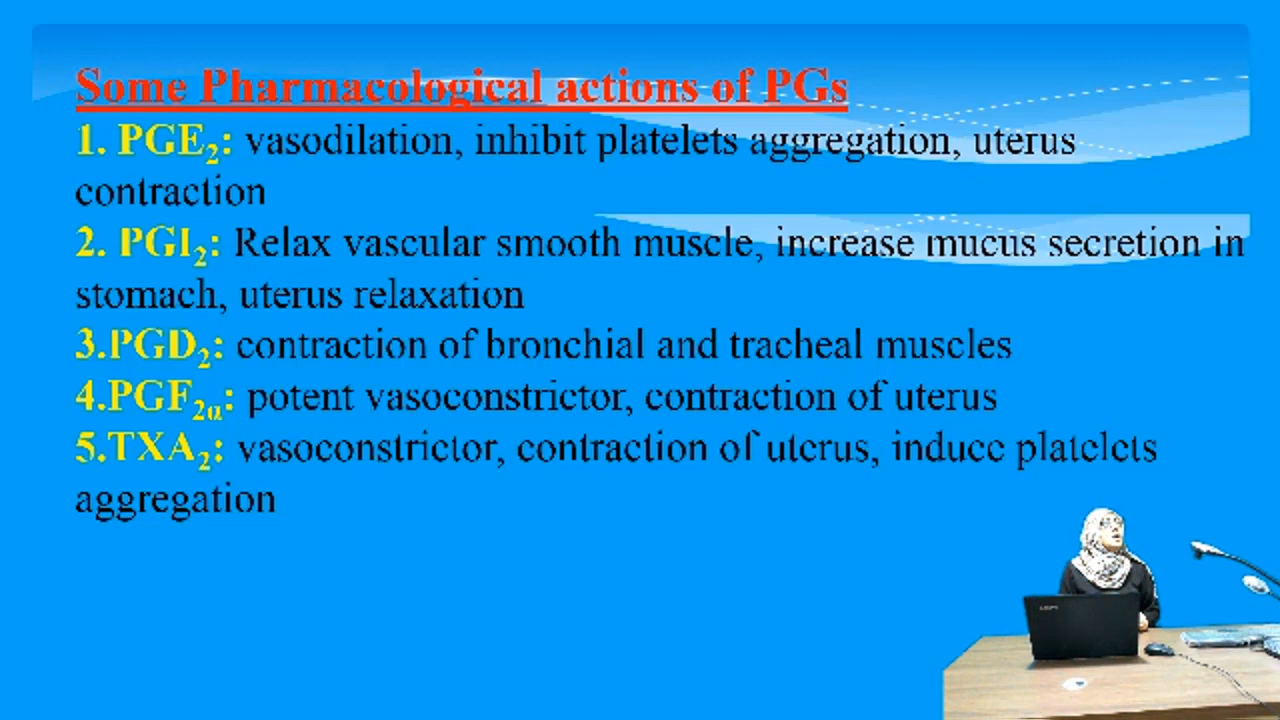 Some Pharmacological actions of PGs
1. PGE₂: vasodilation, inhibit platelets aggregation, uterus
contraction
2. PGI₂: Relax vascular smooth muscle, increase mucus secretion in
stomach, uterus relaxation
3.PGD₂: contraction of bronchial and tracheal muscles
4.PGF₂α: potent vasoconstrictor, contraction of uterus
5.TXA₂: vasoconstrictor, contraction of uterus, induce platelets
aggregation